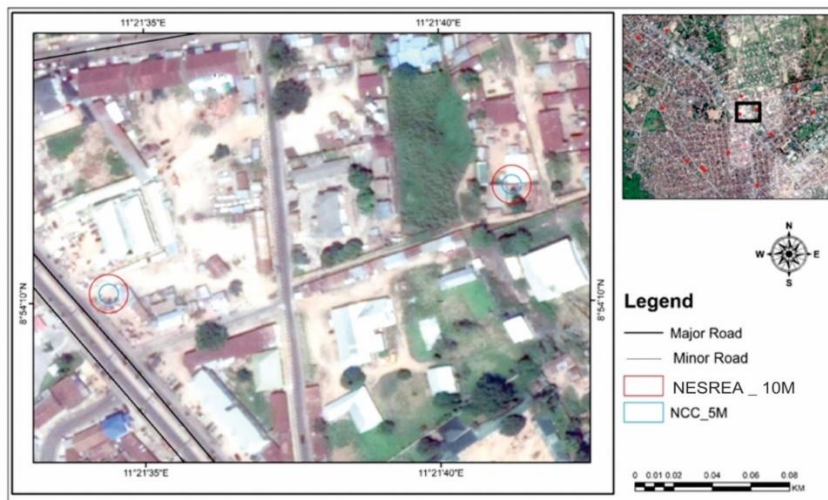 11°21'35"E
11°21'40"E
8°54'10"N
8°54'10"N
11°21'35"E
11°21'40"E
N
W
E
S
Legend
Major Road
Minor Road
NESREA _ 10M
NCC_5M
0 0.01 0.02 0.04 0.06 0.08
KM